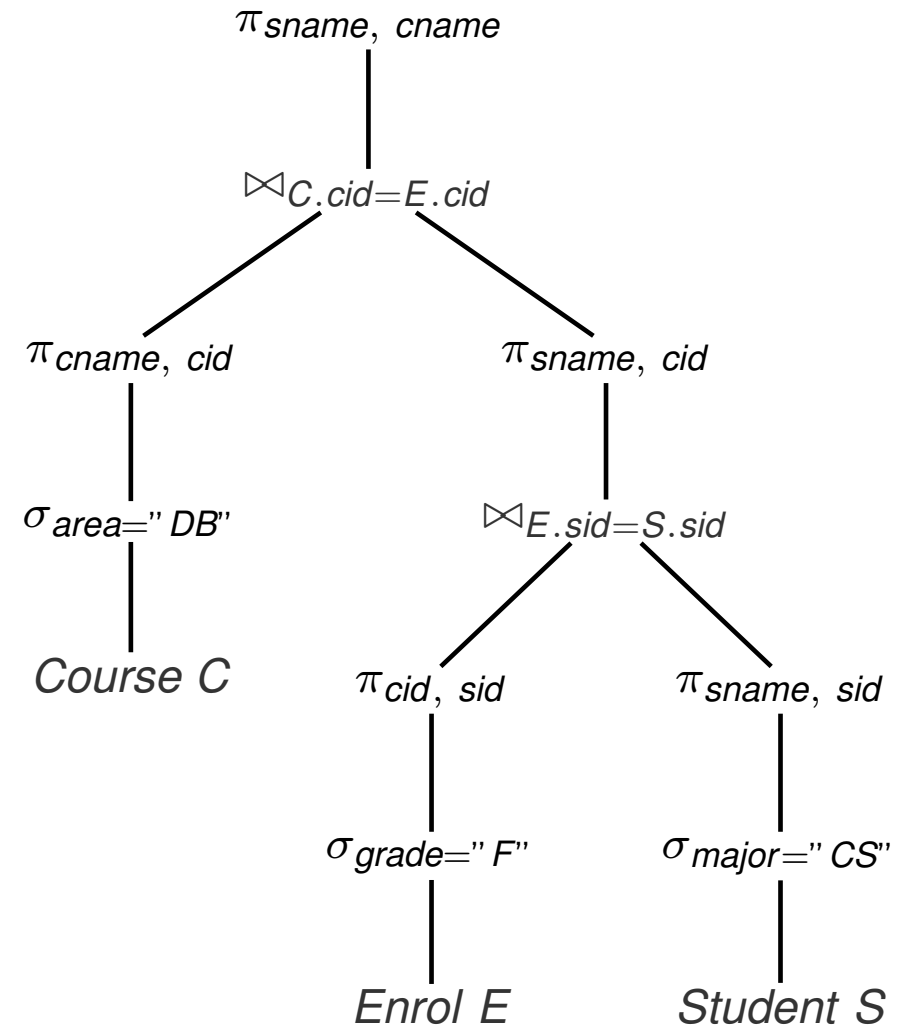 π sname, cname
⋈ C.cid=E.cid
π cname, cid
π sname, cid
σ area=”DB”
⋈ E.sid=S.sid
Course C
π cid, sid
π sname, sid
σ grade=”F”
σ major=”CS”
Enrol E
Student S